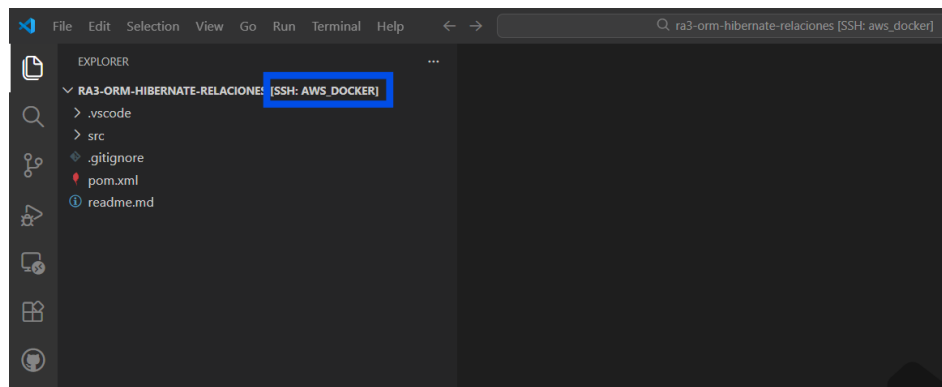 File Edit Selection View Go Run Terminal Help
ra3-orm-hibernate-relaciones [SSH: aws_docker]
EXPLORER
RA3-ORM-HIBERNATE-RELACIONES [SSH: AWS_DOCKER]
.vscode
src
.gitignore
pom.xml
readme.md